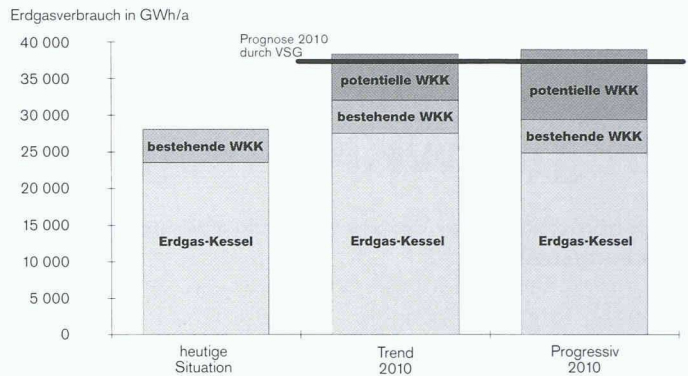 Erdgasverbrauch in GWh/a
40 000
35 000
30 000
25 000
20 000
15 000
10 000
5 000
0
Prognose 2010
durch VSG
bestehende WKK
Erdgas-Kessel
potentielle WKK
bestehende WKK
Erdgas-Kessel
potentielle WKK
bestehende WKK
Erdgas-Kessel
heutige
Situation
Trend
2010
Progressiv
2010